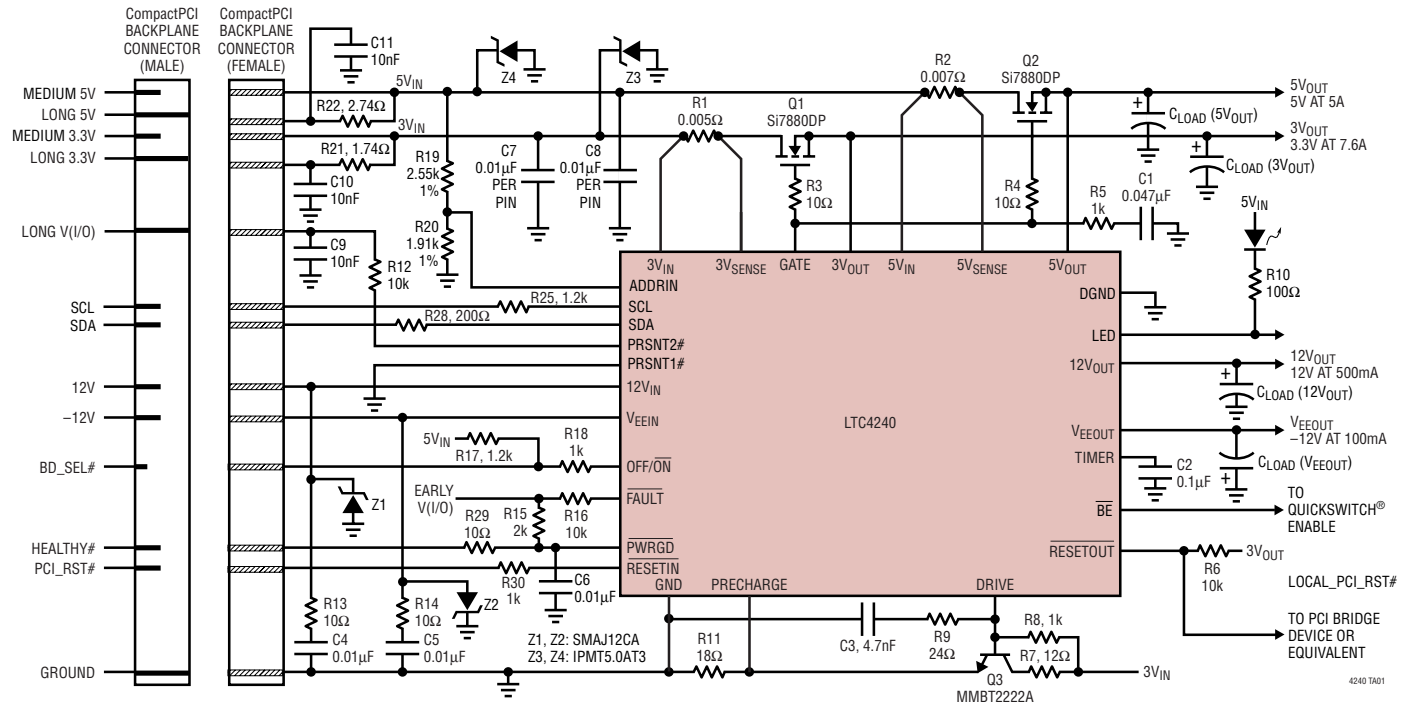 CompactPCI
BACKPLANE
CONNECTOR
(MALE)
CompactPCI
BACKPLANE
CONNECTOR
(FEMALE)
C11
10nF
Z4
Z3
R2
0.007Ω
Q2
Si7880DP
MEDIUM 5V
LONG 5V
MEDIUM 3.3V
LONG 3.3V
5VIN
R22, 2.74Ω
3VIN
R21, 1.74Ω
R1
0.005Ω
Q1
Si7880DP
5VOUT
5V AT 5A
CLOAD (5VOUT)
3VOUT
3.3V AT 7.6A
CLOAD (3VOUT)
C10
10nF
R19
2.55k
1%
C7
0.01µF
PER
PIN
C8
0.01µF
PER
PIN
R3
10Ω
R4
10Ω
R5
1k
C1
0.047µF
LONG V(I/O)
C9
10nF
R12
10k
R20
1.91k
1%
5VIN
R10
100Ω
3VIN
3VSENSE
GATE
3VOUT
5VIN
5VSENSE
5VOUT
ADDRIN
SCL
SDA
PRSNT2#
PRSNT1#
12VIN
VEEIN
OFF/ON
FAULT
PWRGD
RESETIN
GND
PRECHARGE
DRIVE
LTC4240
DGND
LED
12VOUT
VEEOUT
TIMER
BE
RESETOUT
SCL
SDA
R25, 1.2k
R28, 200Ω
12V
–12V
BD_SEL#
5VIN
R17, 1.2k
R18
1k
Z1
EARLY
V(I/O)
R15
2k
R16
10k
R29
10Ω
HEALTHY#
PCI_RST#
R30
1k
C6
0.01µF
Z2
R13
10Ω
C4
0.01µF
R14
10Ω
C5
0.01µF
Z1, Z2: SMAJ12CA
Z3, Z4: IPMT5.0AT3
R11
18Ω
C3, 4.7nF
R9
24Ω
R8, 1k
R7, 12Ω
Q3
MMBT2222A
3VIN
GROUND
12VOUT
12V AT 500mA
CLOAD (12VOUT)
VEEOUT
–12V AT 100mA
CLOAD (VEEOUT)
C2
0.1µF
TO
QUICKSWITCH®
ENABLE
R6
10k
3VOUT
LOCAL_PCI_RST#
TO PCI BRIDGE
DEVICE OR
EQUIVALENT
4240 TA01